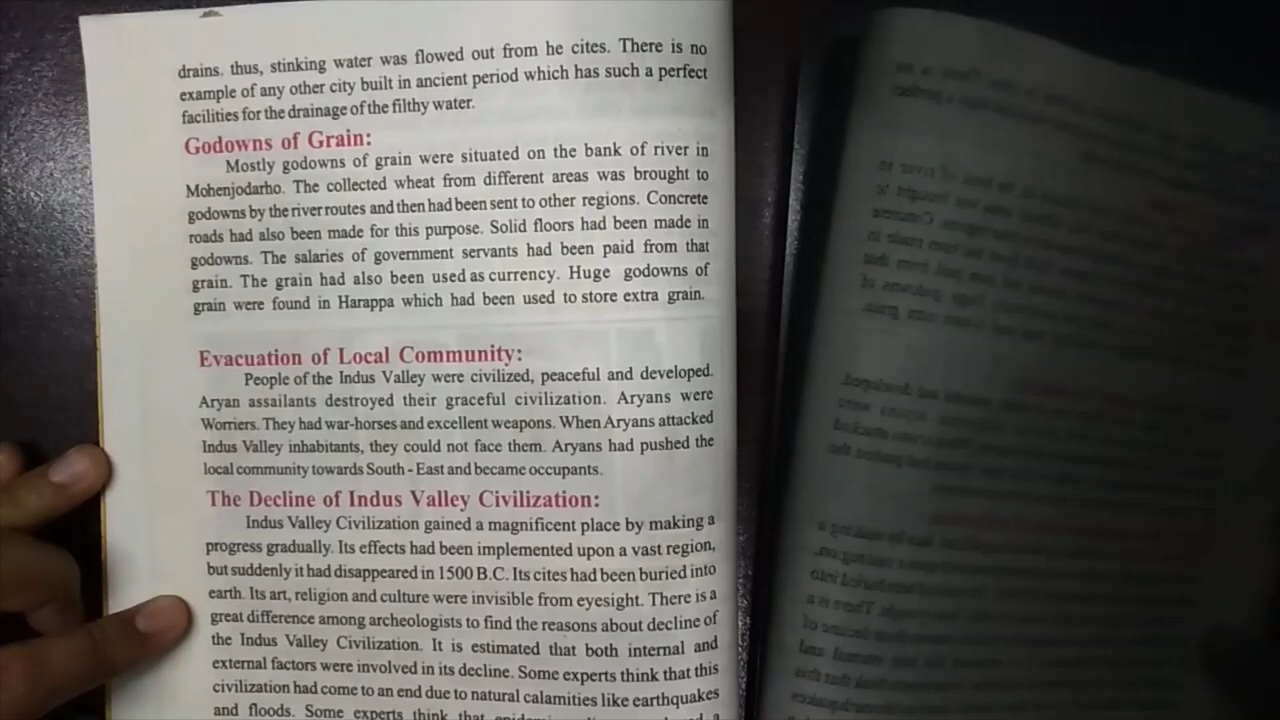 drains. thus, stinking water was flowed out from he cites. There is no
example of any other city built in ancient period which has such a perfect
facilities for the drainage of the filthy water.
Godowns of Grain:
Mostly godowns of grain were situated on the bank of river in
Mohenjodarho. The collected wheat from different areas was brought to
godowns by the river routes and then had been sent to other regions. Concrete
roads had also been made for this purpose. Solid floors had been made in
godowns. The salaries of government servants had been paid from that
grain. The grain had also been used as currency. Huge godowns of
grain were found in Harappa which had been used to store extra grain.
Evacuation of Local Community:
People of the Indus Valley were civilized, peaceful and developed.
Aryan assailants destroyed their graceful civilization. Aryans were
Worriers. They had war-horses and excellent weapons. When Aryans attacked
Indus Valley inhabitants, they could not face them. Aryans had pushed the
local community towards South - East and became occupants.
The Decline of Indus Valley Civilization:
Indus Valley Civilization gained a magnificent place by making a
progress gradually. Its effects had been implemented upon a vast region,
but suddenly it had disappeared in 1500 B.C. Its cites had been buried into
earth. Its art, religion and culture were invisible from eyesight. There is a
great difference among archeologists to find the reasons about decline of
the Indus Valley Civilization. It is estimated that both internal and
external factors were involved in its decline. Some experts think that this
civilization had come to an end due to natural calamities like earthquakes
and floods. Some experts think that